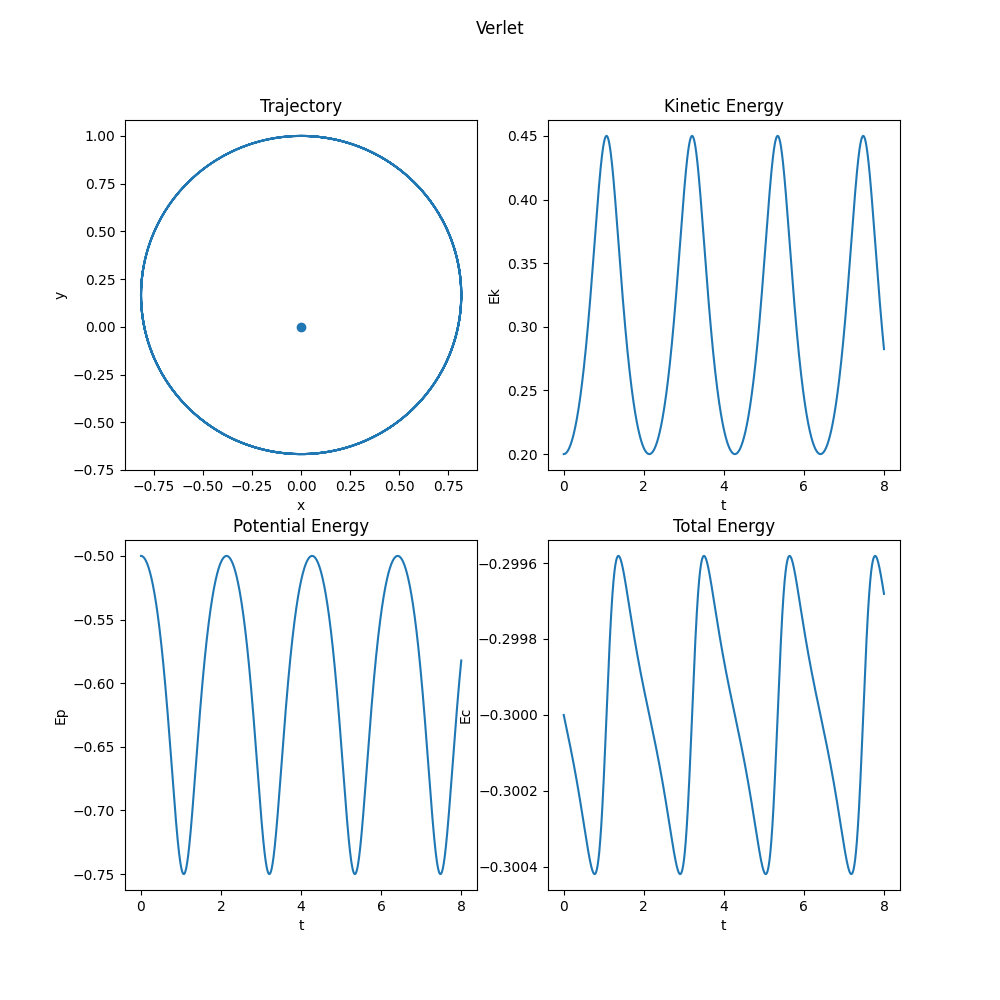 Verlet
Trajectory
1.00
0.75
0.50
0.25
0.00
−0.25
−0.50
−0.75
y
−0.75 −0.50 −0.25 0.00 0.25 0.50 0.75
x
Kinetic Energy
0.45
0.40
0.35
0.30
0.25
0.20
Ek
0 2 4 6 8
t
Potential Energy
−0.50
−0.55
−0.60
−0.65
−0.70
−0.75
Ep
0 2 4 6 8
t
Total Energy
−0.2996
−0.2998
−0.3000
−0.3002
−0.3004
Ec
0 2 4 6 8
t